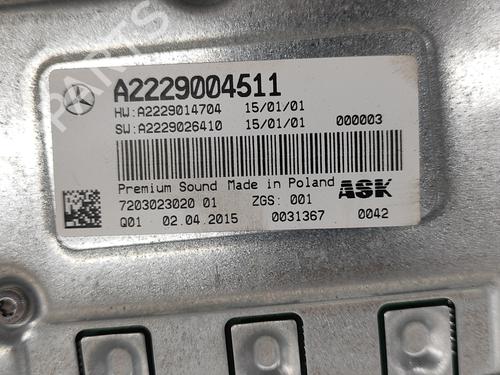 A2229004511
HW:A2229014704 15/01/01
SW:A2229026410 15/01/01 000003
Premium Sound Made in Poland ASK
7203023020 01 ZGS: 001
Q01 02.04.2015 0031367 0042
PARTS